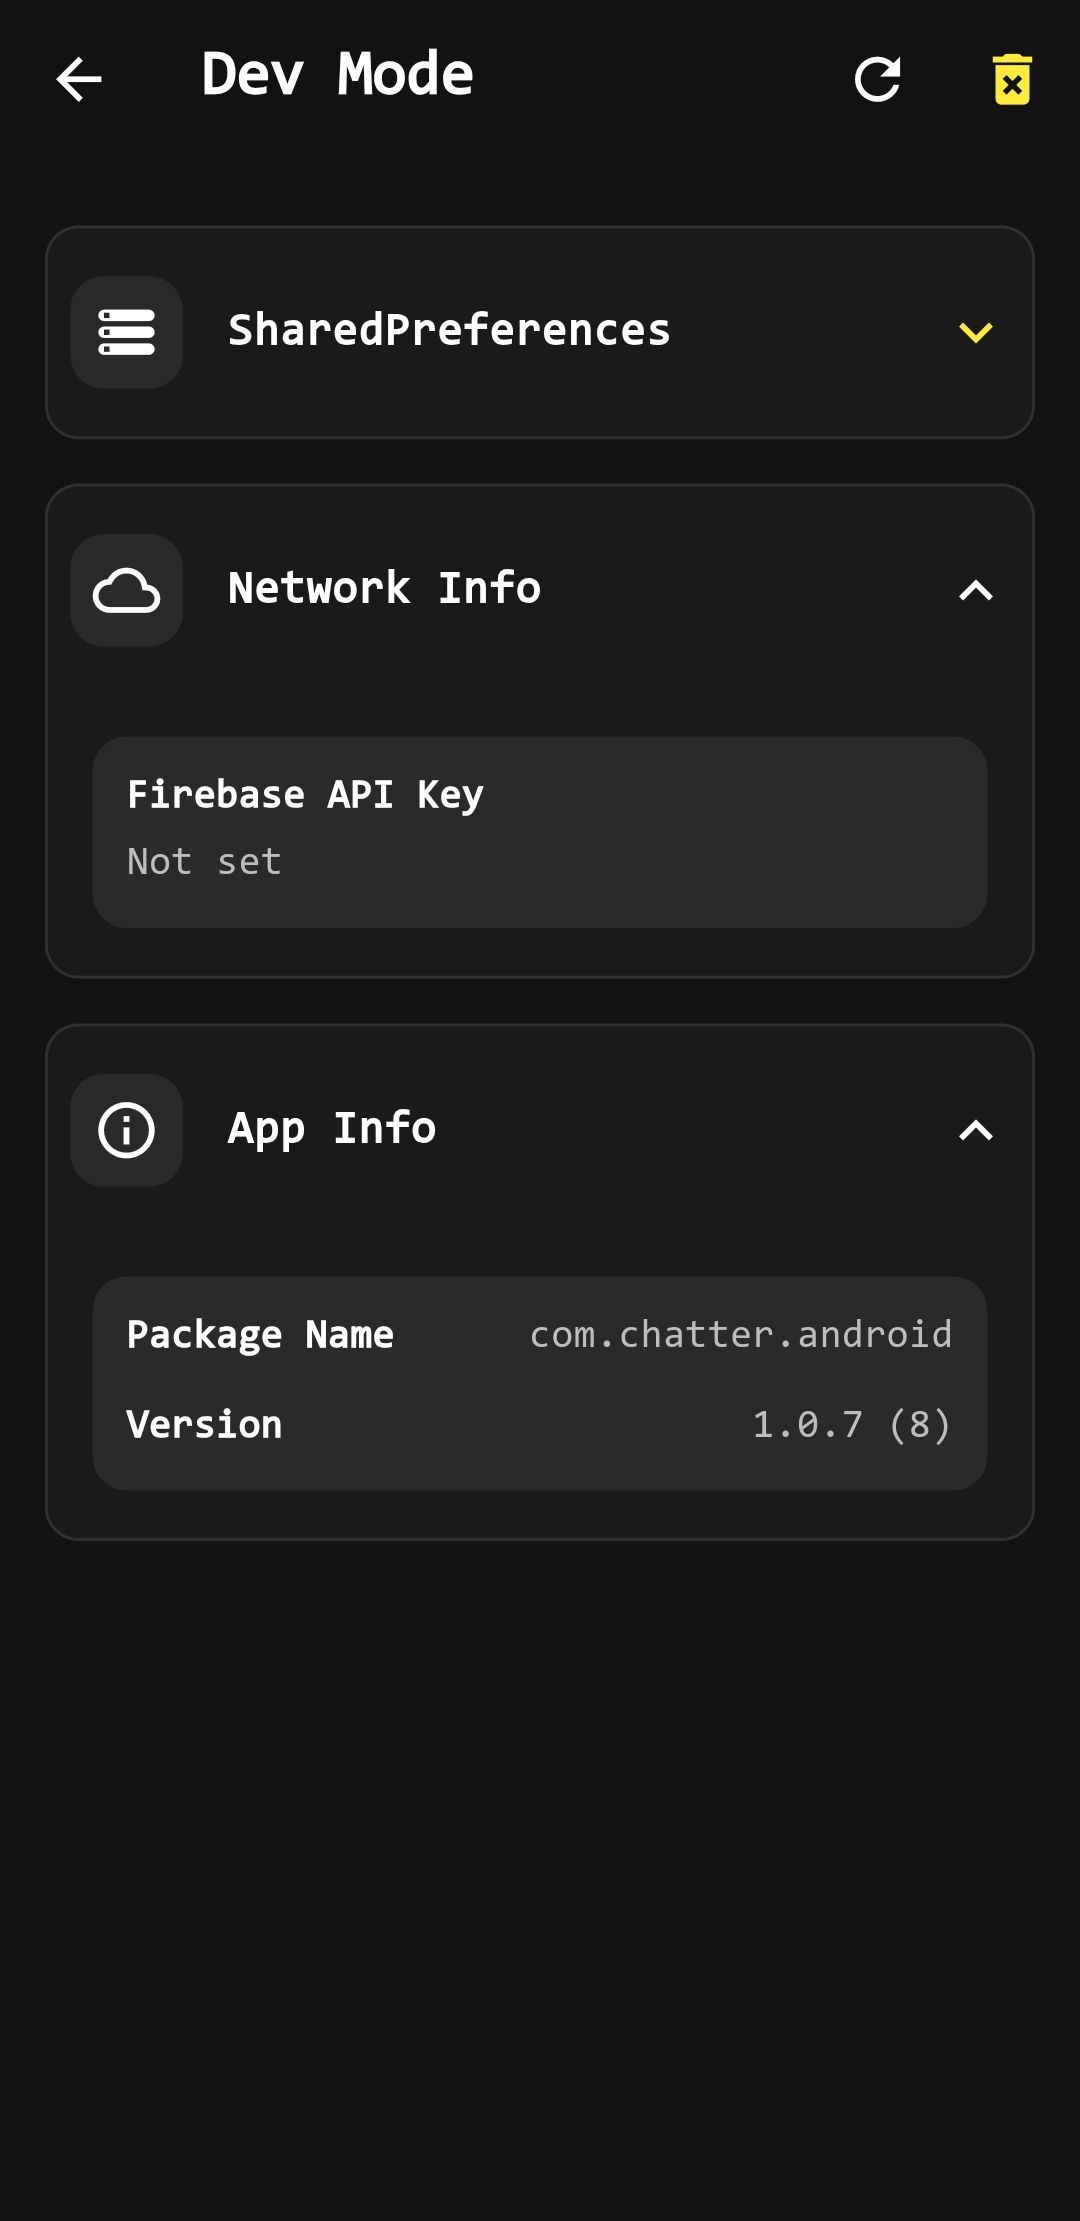 Dev Mode
SharedPreferences
Network Info
Firebase API Key
Not set
App Info
Package Name com.chatter.android
Version 1.0.7 (8)